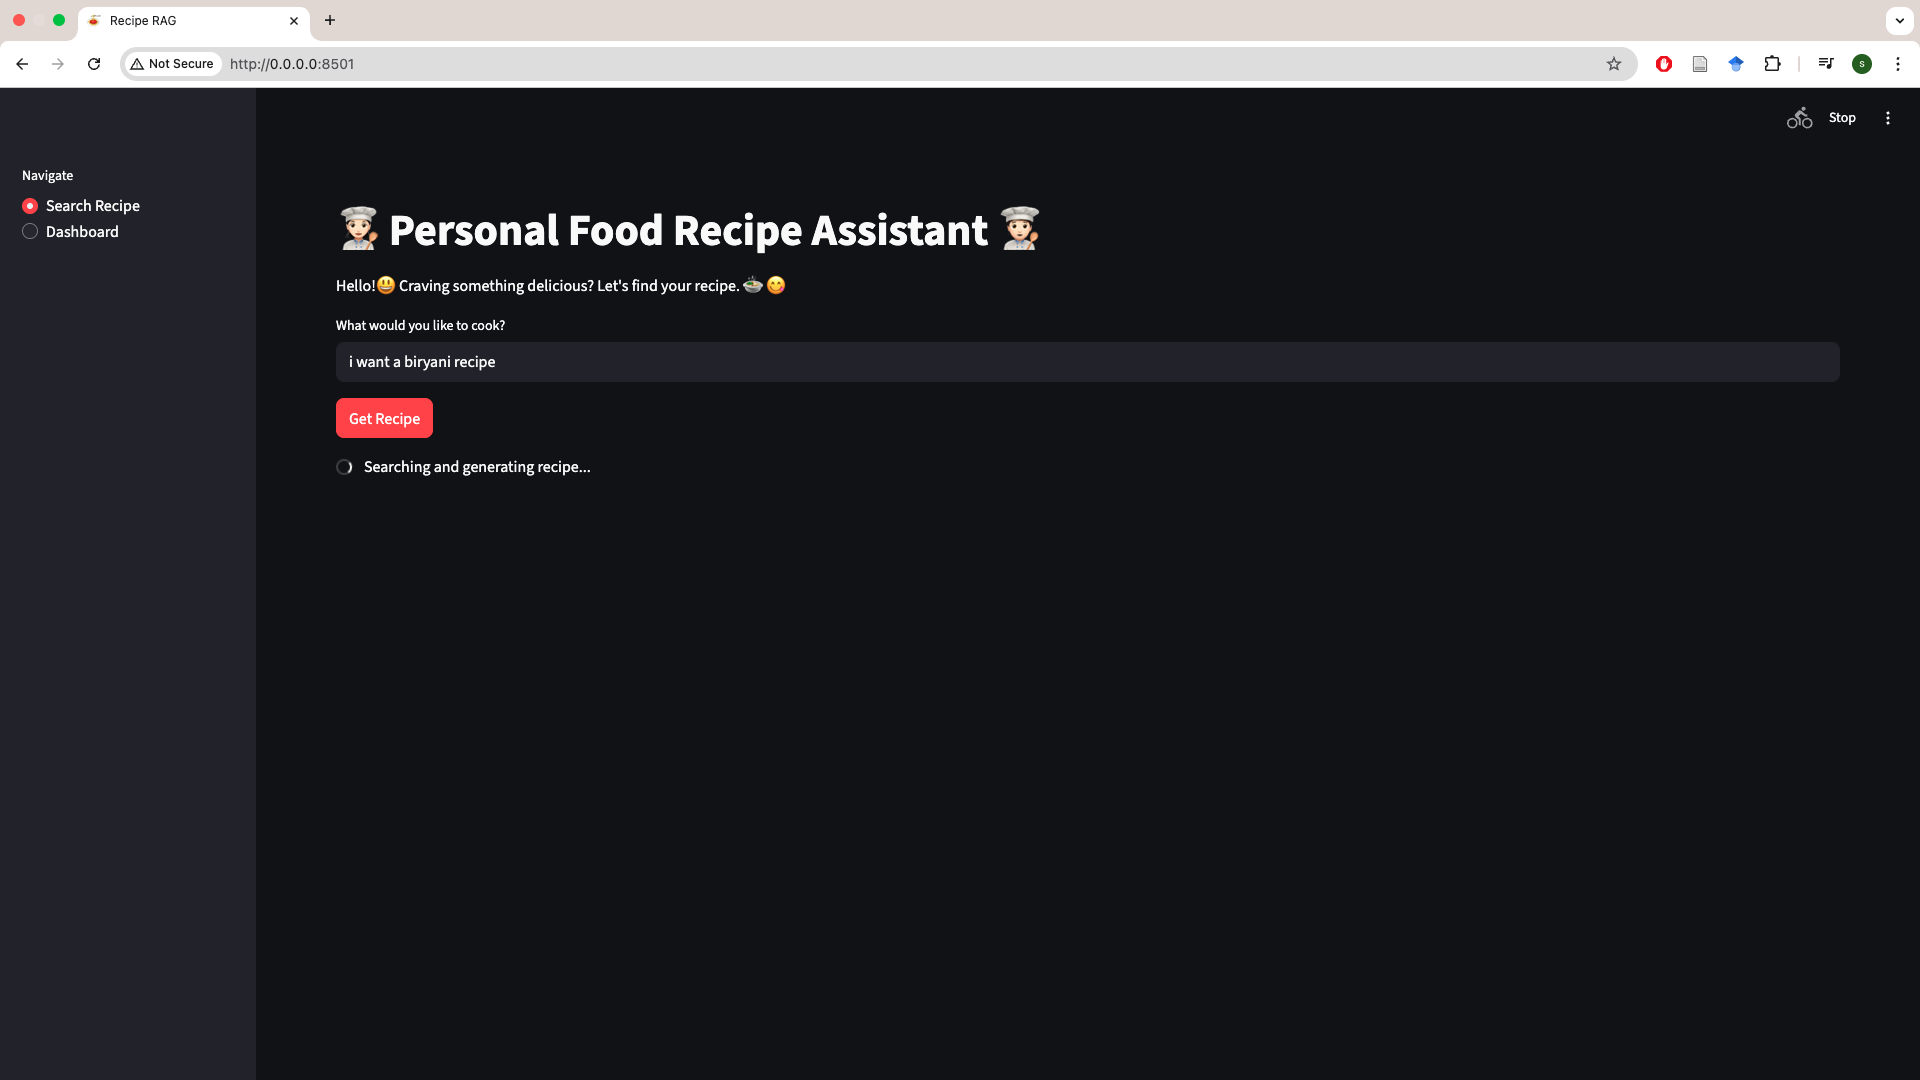 Recipe RAG
Not Secure http://0.0.0.0:8501
s
Stop
Navigate
Search Recipe
Dashboard
Personal Food Recipe Assistant
Hello!😃 Craving something delicious? Let's find your recipe. 🍲 😋
What would you like to cook?
i want a biryani recipe
Get Recipe
Searching and generating recipe...